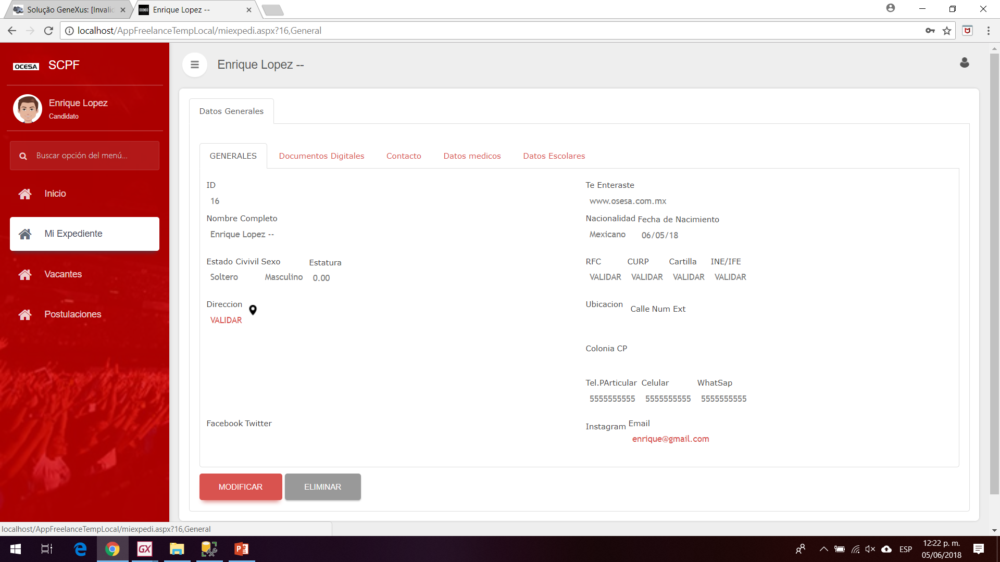 Solução GeneXus: [Invalid
Enrique Lopez --
localhost/AppFreelanceTempLocal/miexpedi.aspx?16,General
OCESA SCPF
Enrique Lopez --
Enrique Lopez
Candidato
Buscar opción del menú...
Inicio
Mi Expediente
Vacantes
Postulaciones
Datos Generales
GENERALES Documentos Digitales Contacto Datos medicos Datos Escolares
ID
16
Te Enteraste
www.osesa.com.mx
Nombre Completo
Enrique Lopez --
Nacionalidad Fecha de Nacimiento
Mexicano 06/05/18
Estado Civivil Sexo Estatura
Soltero Masculino 0.00
RFC CURP Cartilla INE/IFE
VALIDAR VALIDAR VALIDAR VALIDAR
Direccion
VALIDAR
Ubicacion Calle Num Ext
Colonia CP
Tel.PArticular Celular WhatSap
5555555555 5555555555 5555555555
Facebook Twitter
Instagram Email
enrique@gmail.com
MODIFICAR ELIMINAR
localhost/AppFreelanceTempLocal/miexpedi.aspx?16,General
GX
ESP
12:22 p. m.
05/06/2018